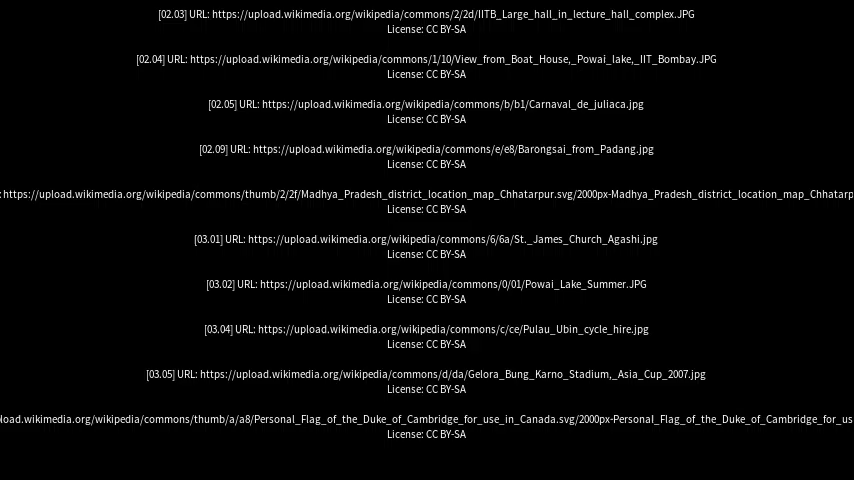 [02.03] URL: https://upload.wikimedia.org/wikipedia/commons/2/2d/IITB_Large_hall_in_lecture_hall_complex.JPG
License: CC BY-SA
[02.04] URL: https://upload.wikimedia.org/wikipedia/commons/1/10/View_from_Boat_House,_Powai_lake,_IIT_Bombay.JPG
License: CC BY-SA
[02.05] URL: https://upload.wikimedia.org/wikipedia/commons/b/b1/Carnaval_de_juliaca.jpg
License: CC BY-SA
[02.09] URL: https://upload.wikimedia.org/wikipedia/commons/e/e8/Barongsai_from_Padang.jpg
License: CC BY-SA
: https://upload.wikimedia.org/wikipedia/commons/thumb/2/2f/Madhya_Pradesh_district_location_map_Chhatarpur.svg/2000px-Madhya_Pradesh_district_location_map_Chhatarp
License: CC BY-SA
[03.01] URL: https://upload.wikimedia.org/wikipedia/commons/6/6a/St._James_Church_Agashi.jpg
License: CC BY-SA
[03.02] URL: https://upload.wikimedia.org/wikipedia/commons/0/01/Powai_Lake_Summer.JPG
License: CC BY-SA
[03.04] URL: https://upload.wikimedia.org/wikipedia/commons/c/ce/Pulau_Ubin_cycle_hire.jpg
License: CC BY-SA
[03.05] URL: https://upload.wikimedia.org/wikipedia/commons/d/da/Gelora_Bung_Karno_Stadium,_Asia_Cup_2007.jpg
License: CC BY-SA
load.wikimedia.org/wikipedia/commons/thumb/a/a8/Personal_Flag_of_the_Duke_of_Cambridge_for_use_in_Canada.svg/2000px-Personal_Flag_of_the_Duke_of_Cambridge_for_us
License: CC BY-SA